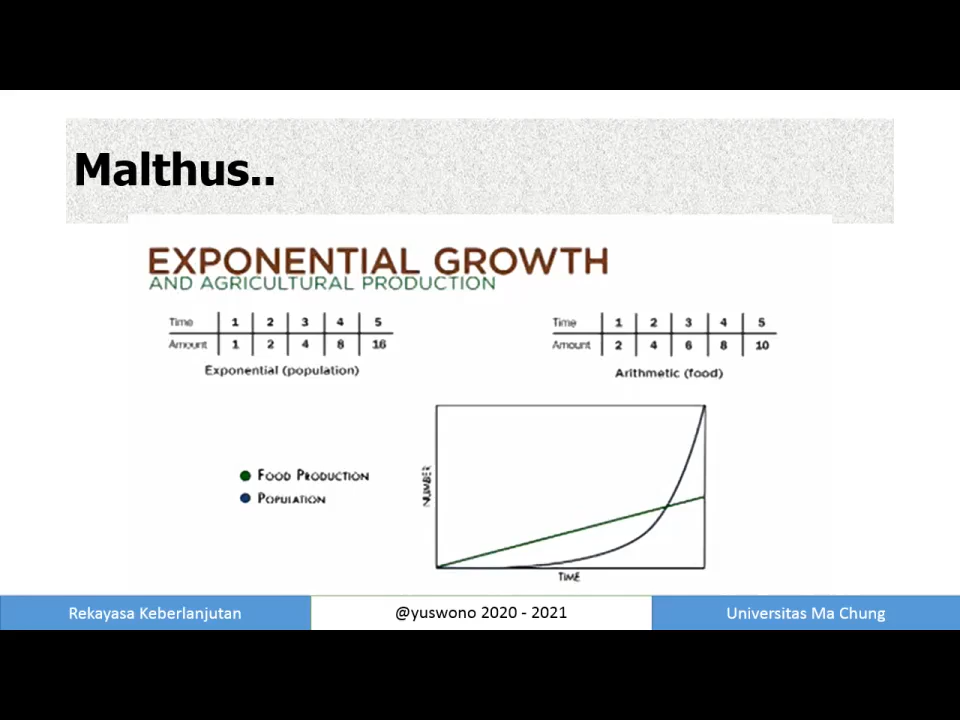 Malthus..
EXPONENTIAL GROWTH
AND AGRICULTURAL PRODUCTION
Time 1 2 3 4 5
Amount 1 2 4 8 16
Exponential (population)
Time 1 2 3 4 5
Amount 2 4 6 8 10
Arithmetic (food)
FOOD PRODUCTION
POPULATION
NUMBER
TIME
Rekayasa Keberlanjutan
@yuswono 2020 - 2021
Universitas Ma Chung